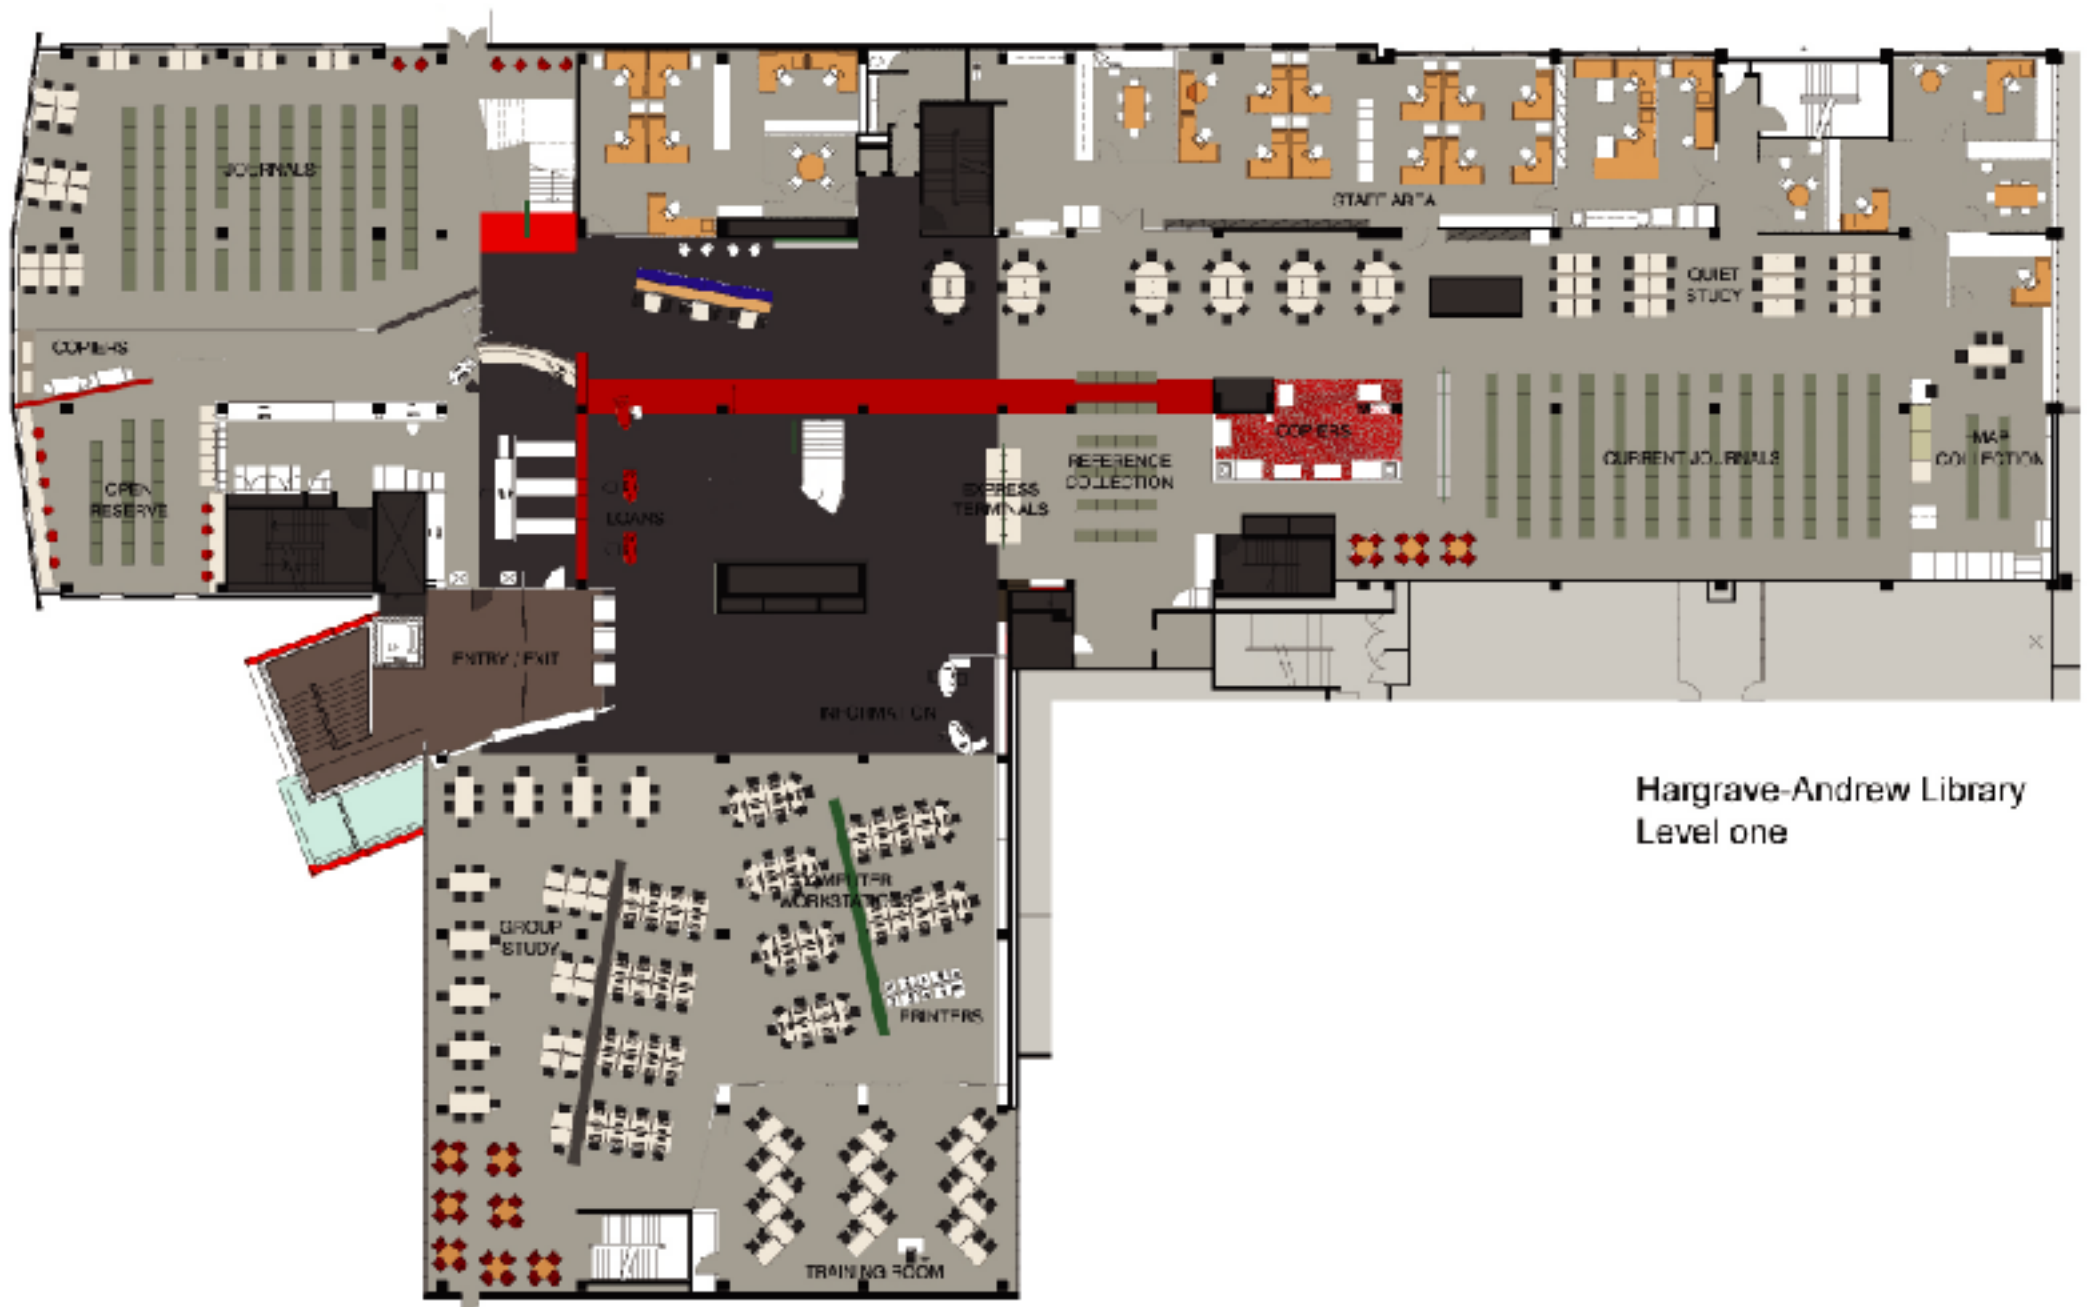 JOURNALS
STAFF AREA
QUIET
STUDY
COPIERS
COPIERS
REFERENCE
COLLECTION
CURRENT JOURNALS
MAP
COLLECTION
OPEN
RESERVE
EXPRESS
TERMINALS
LOANS
ENTRY / EXIT
INFORMATION
Hargrave-Andrew Library
Level one
COMPUTER
WORKSTATIONS
GROUP
STUDY
PRINTERS
TRAINING ROOM